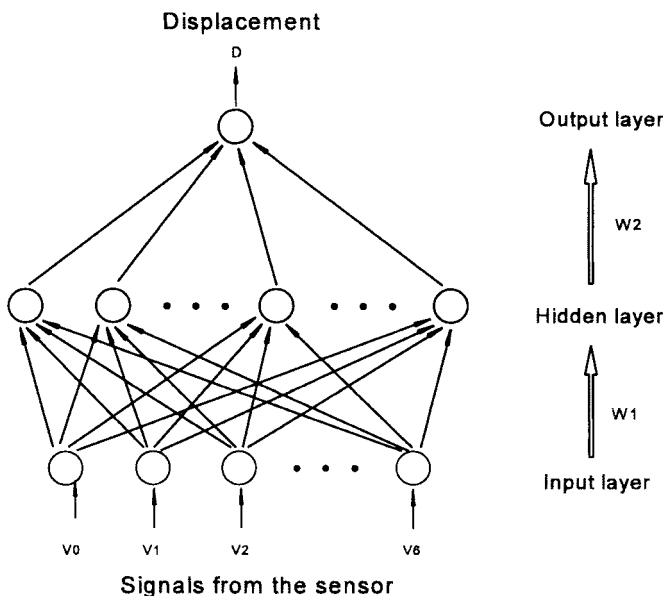 Displacement
D
Output layer
W2
Hidden layer
W1
Input layer
V0 V1 V2 V6
Signals from the sensor